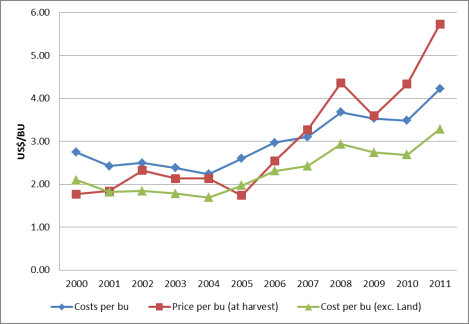 6.00
5.00
4.00
3.00
2.00
1.00
0.00
US$/BU
2000 2001 2002 2003 2004 2005 2006 2007 2008 2009 2010 2011
Costs per bu Price per bu (at harvest) Cost per bu (exc. Land)